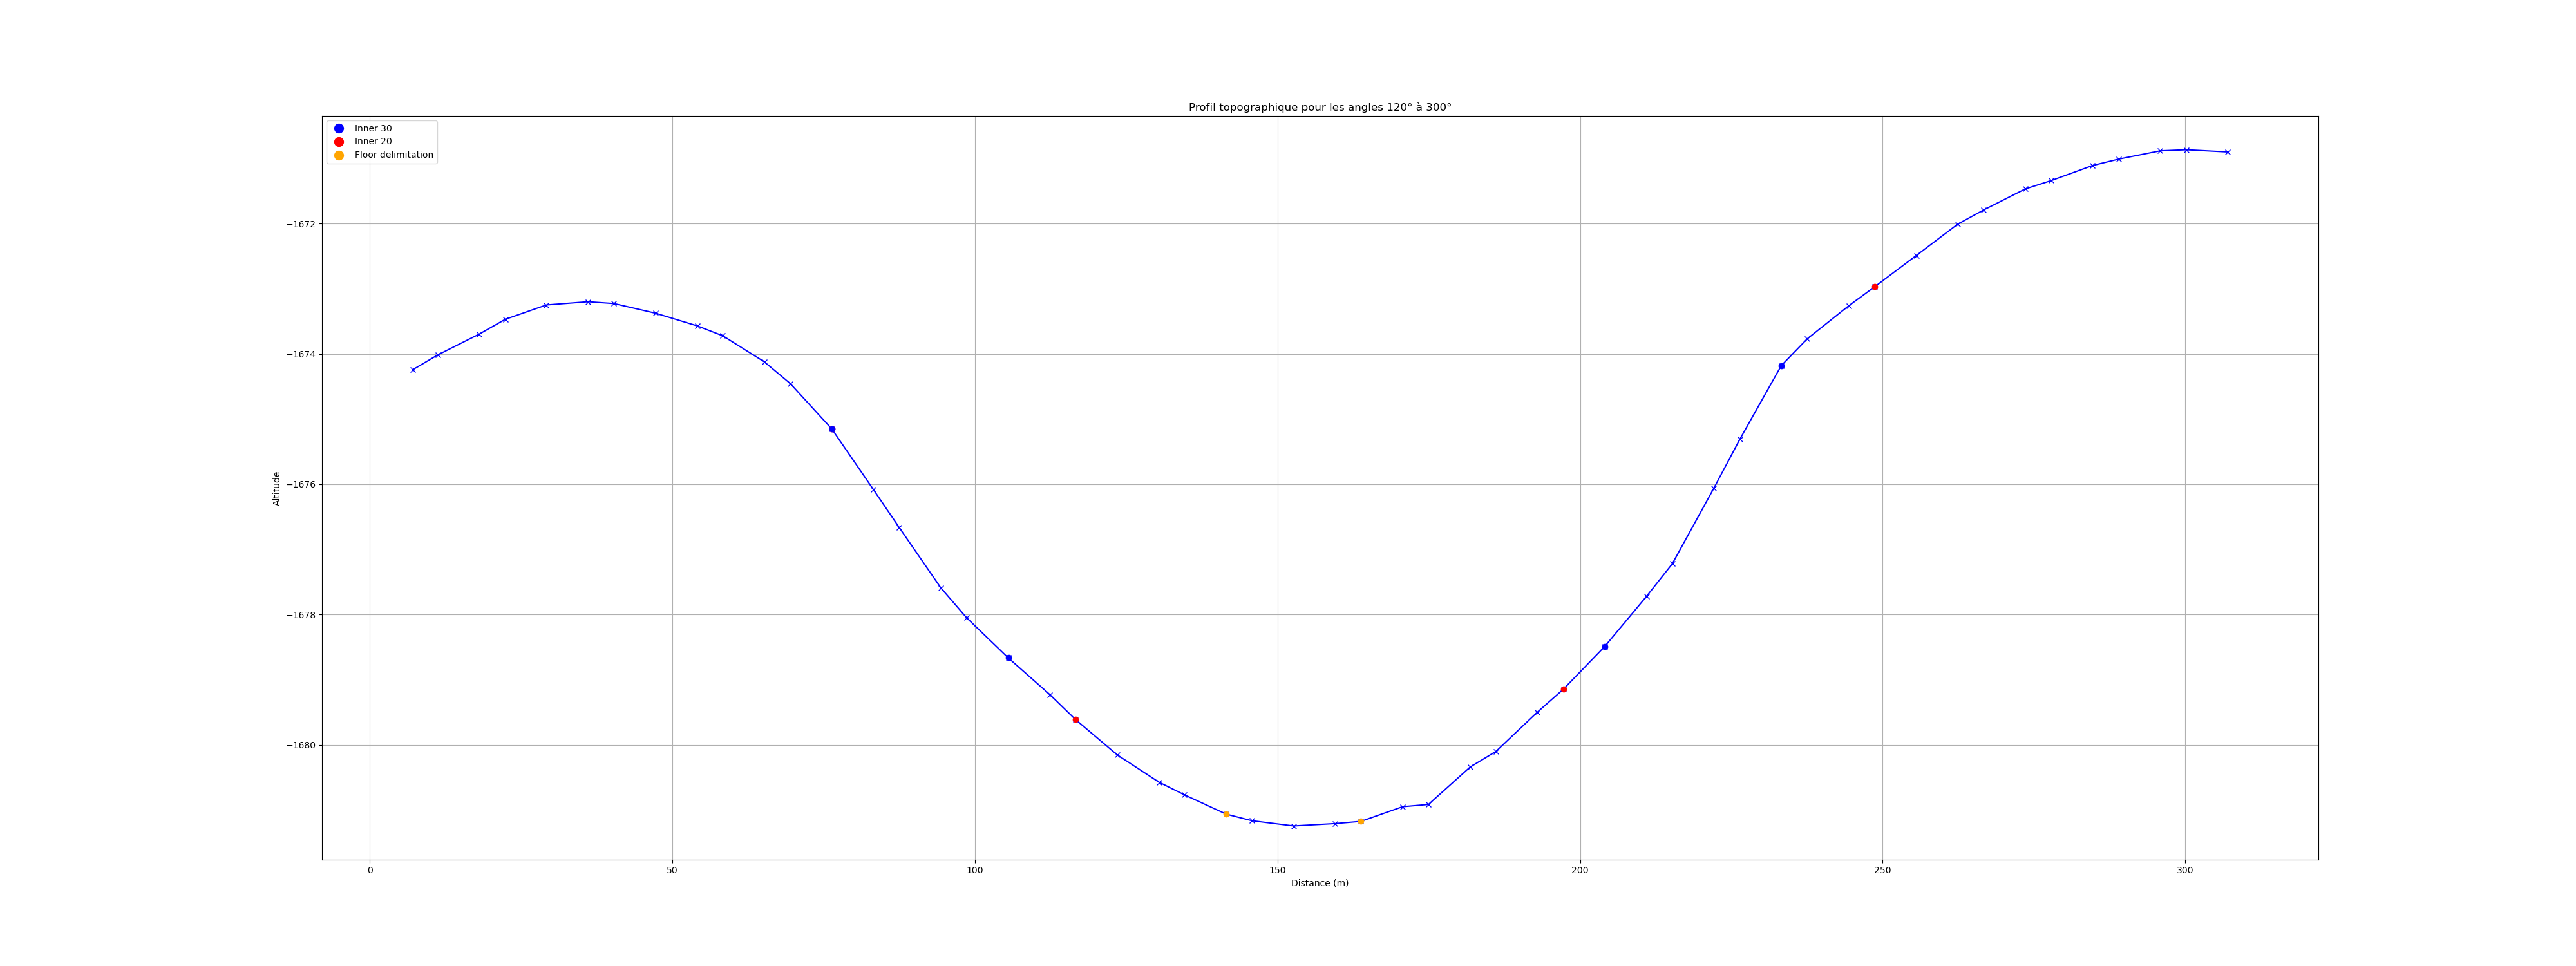 Profil topographique pour les angles 120° à 300°
Inner 30
Inner 20
Floor delimitation
Altitude
−1672
−1674
−1676
−1678
−1680
0 50 100 150 200 250 300
Distance (m)